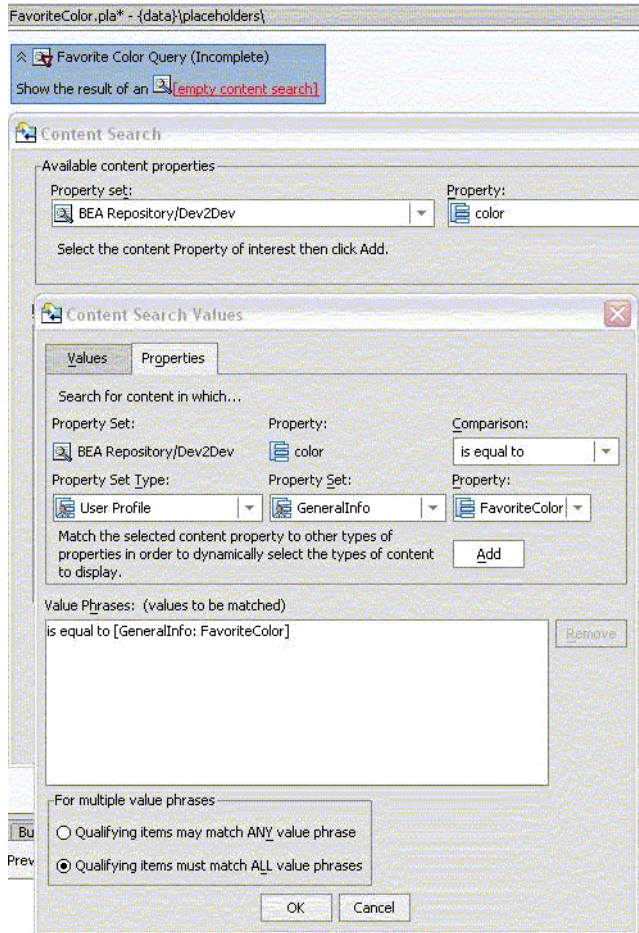 FavoriteColor.pla* - {data}\placeholders\
Favorite Color Query (Incomplete)
Show the result of an [empty content search]
Content Search
Available content properties
Property set: Property:
BEA Repository/Dev2Dev color
Select the content Property of interest then click Add.
Content Search Values
Values Properties
Search for content in which...
Property Set: Property: Comparison:
BEA Repository/Dev2Dev color is equal to
Property Set Type: Property Set: Property:
User Profile GeneralInfo FavoriteColor
Match the selected content property to other types of
properties in order to dynamically select the types of content
to display.
Add
Value Phrases: (values to be matched)
is equal to [GeneralInfo: FavoriteColor]
Remove
For multiple value phrases
Bu
Qualifying items may match ANY value phrase
Prev
Qualifying items must match ALL value phrases
OK Cancel